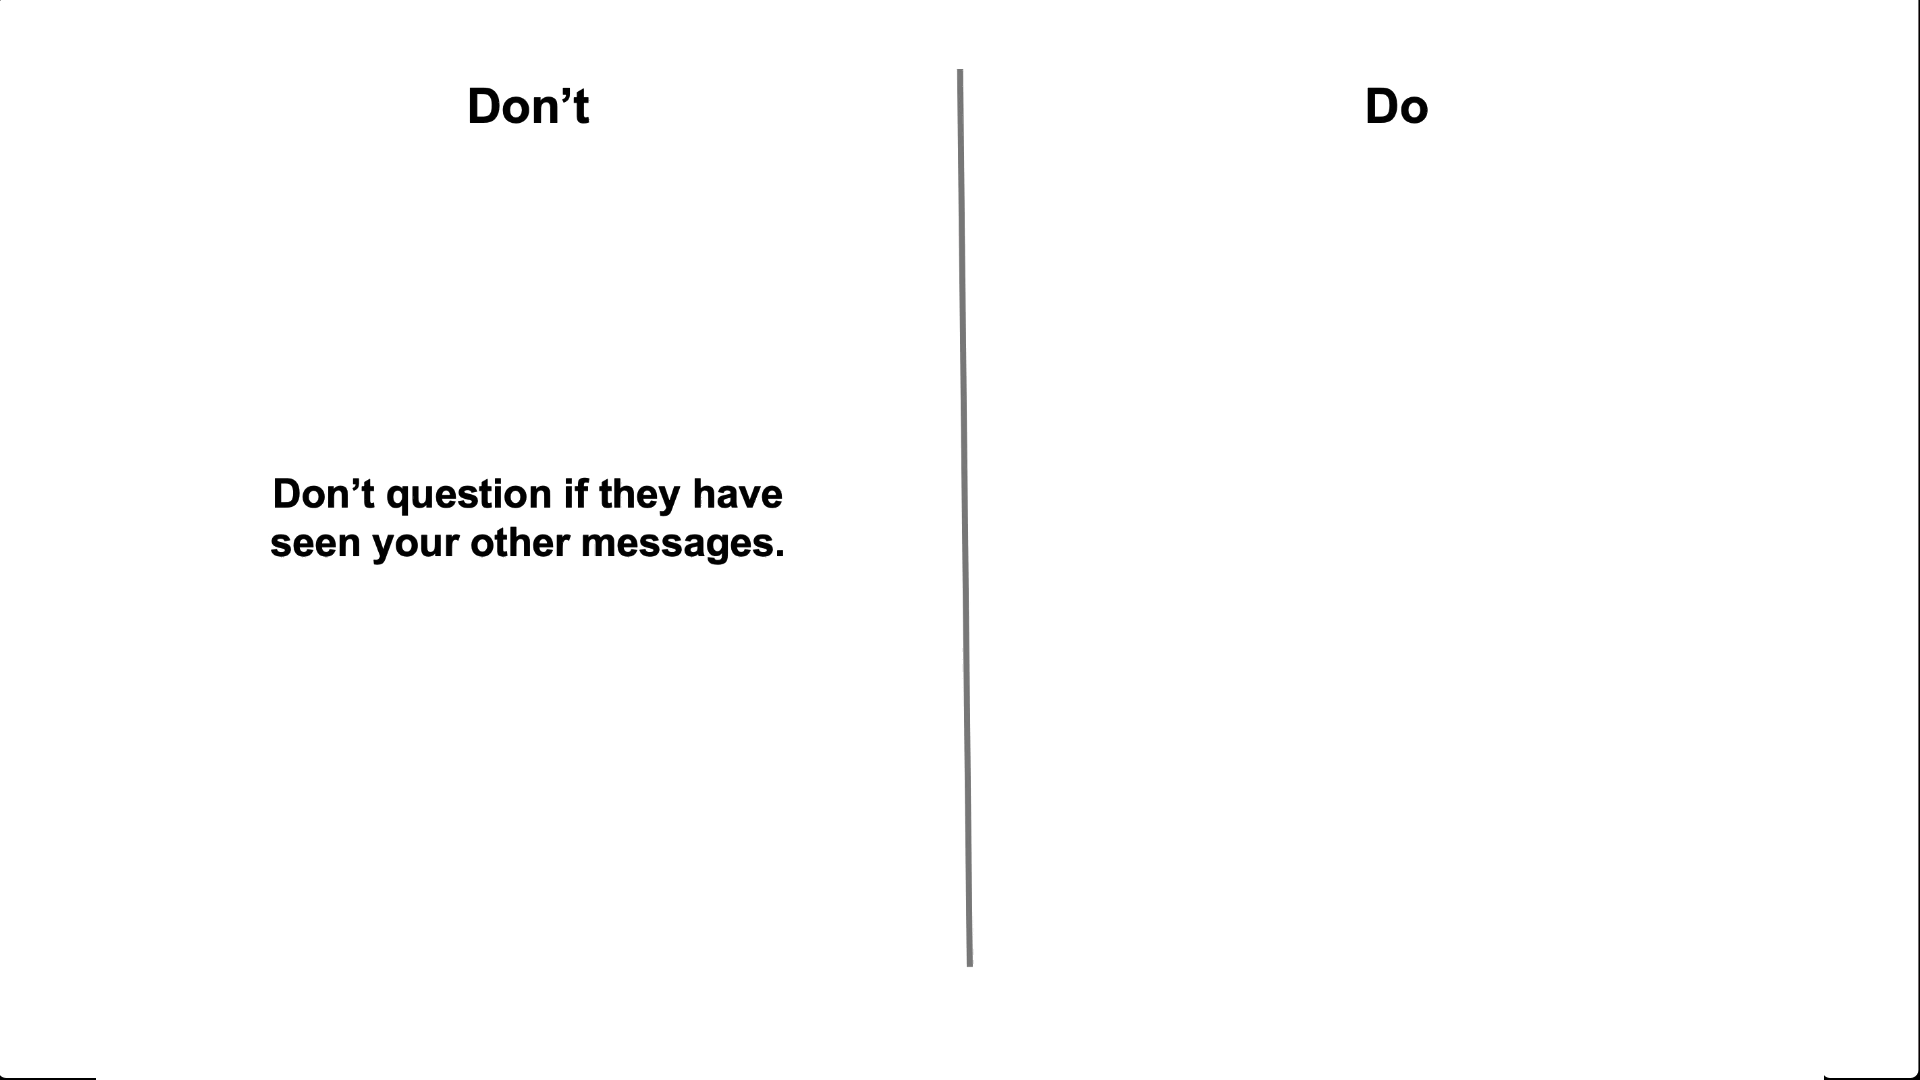 Don’t
Do
Don’t question if they have
seen your other messages.